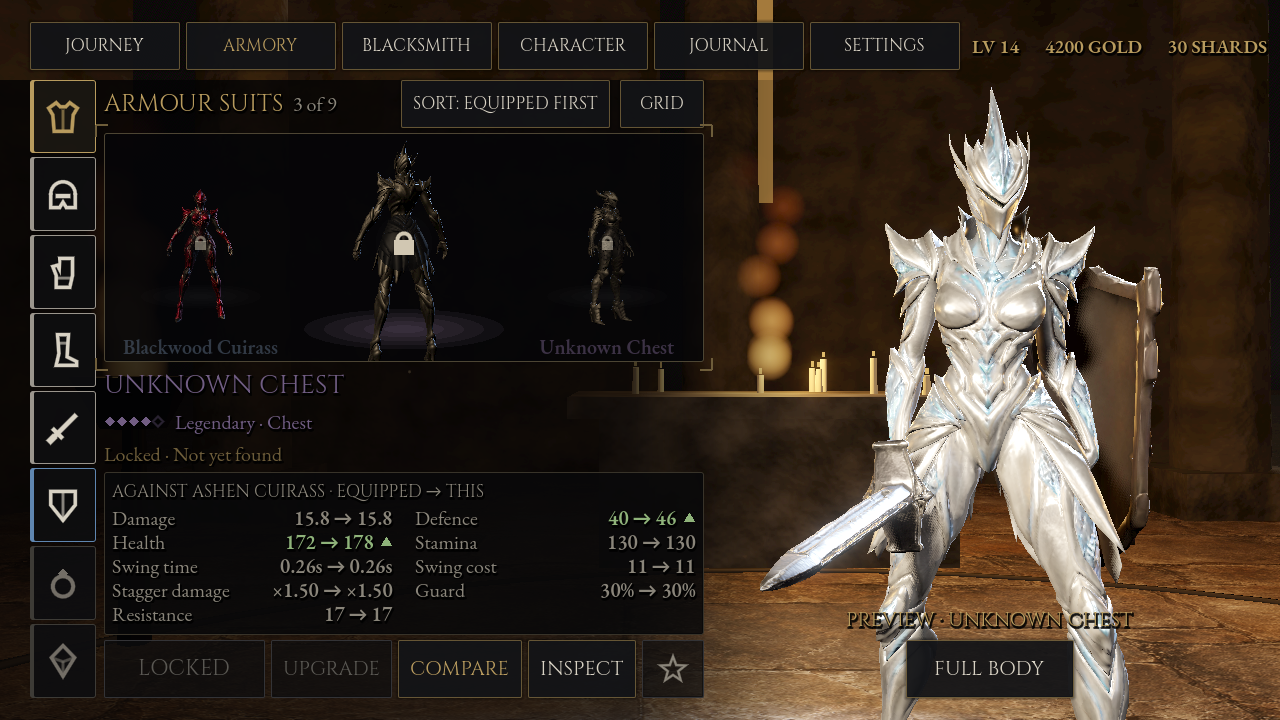 JOURNEY
ARMORY
BLACKSMITH
CHARACTER
JOURNAL
SETTINGS
LV 14
4200 GOLD
30 SHARDS
ARMOUR SUITS 3 of 9
SORT: EQUIPPED FIRST
GRID
Blackwood Cuirass
Unknown Chest
UNKNOWN CHEST
Legendary · Chest
Locked · Not yet found
AGAINST ASHEN CUIRASS · EQUIPPED → THIS
Damage 15.8 → 15.8 Defence 40 → 46 ▲
Health 172 → 178 ▲ Stamina 130 → 130
Swing time 0.26s → 0.26s Swing cost 11 → 11
Stagger damage ×1.50 → ×1.50 Guard 30% → 30%
Resistance 17 → 17
LOCKED
UPGRADE
COMPARE
INSPECT
PREVIEW · UNKNOWN CHEST
FULL BODY